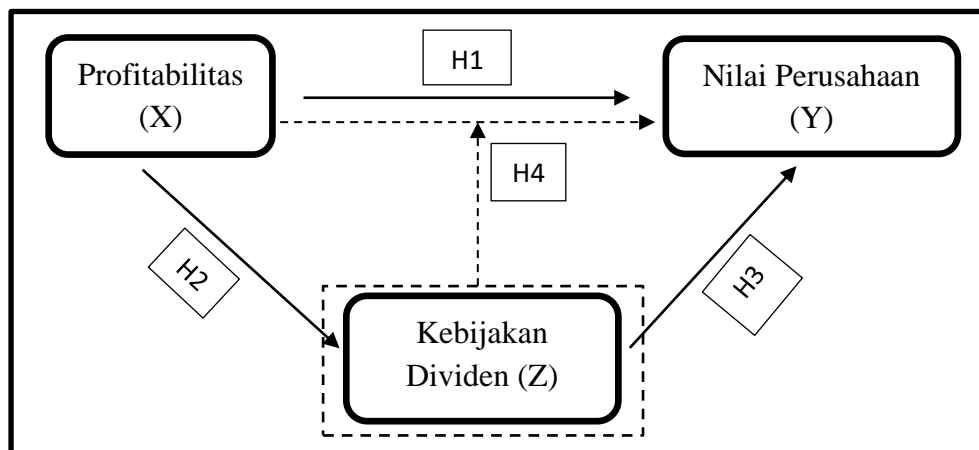 Profitabilitas
(X)
H1
Nilai Perusahaan
(Y)
H4
H2
H3
Kebijakan
Dividen (Z)